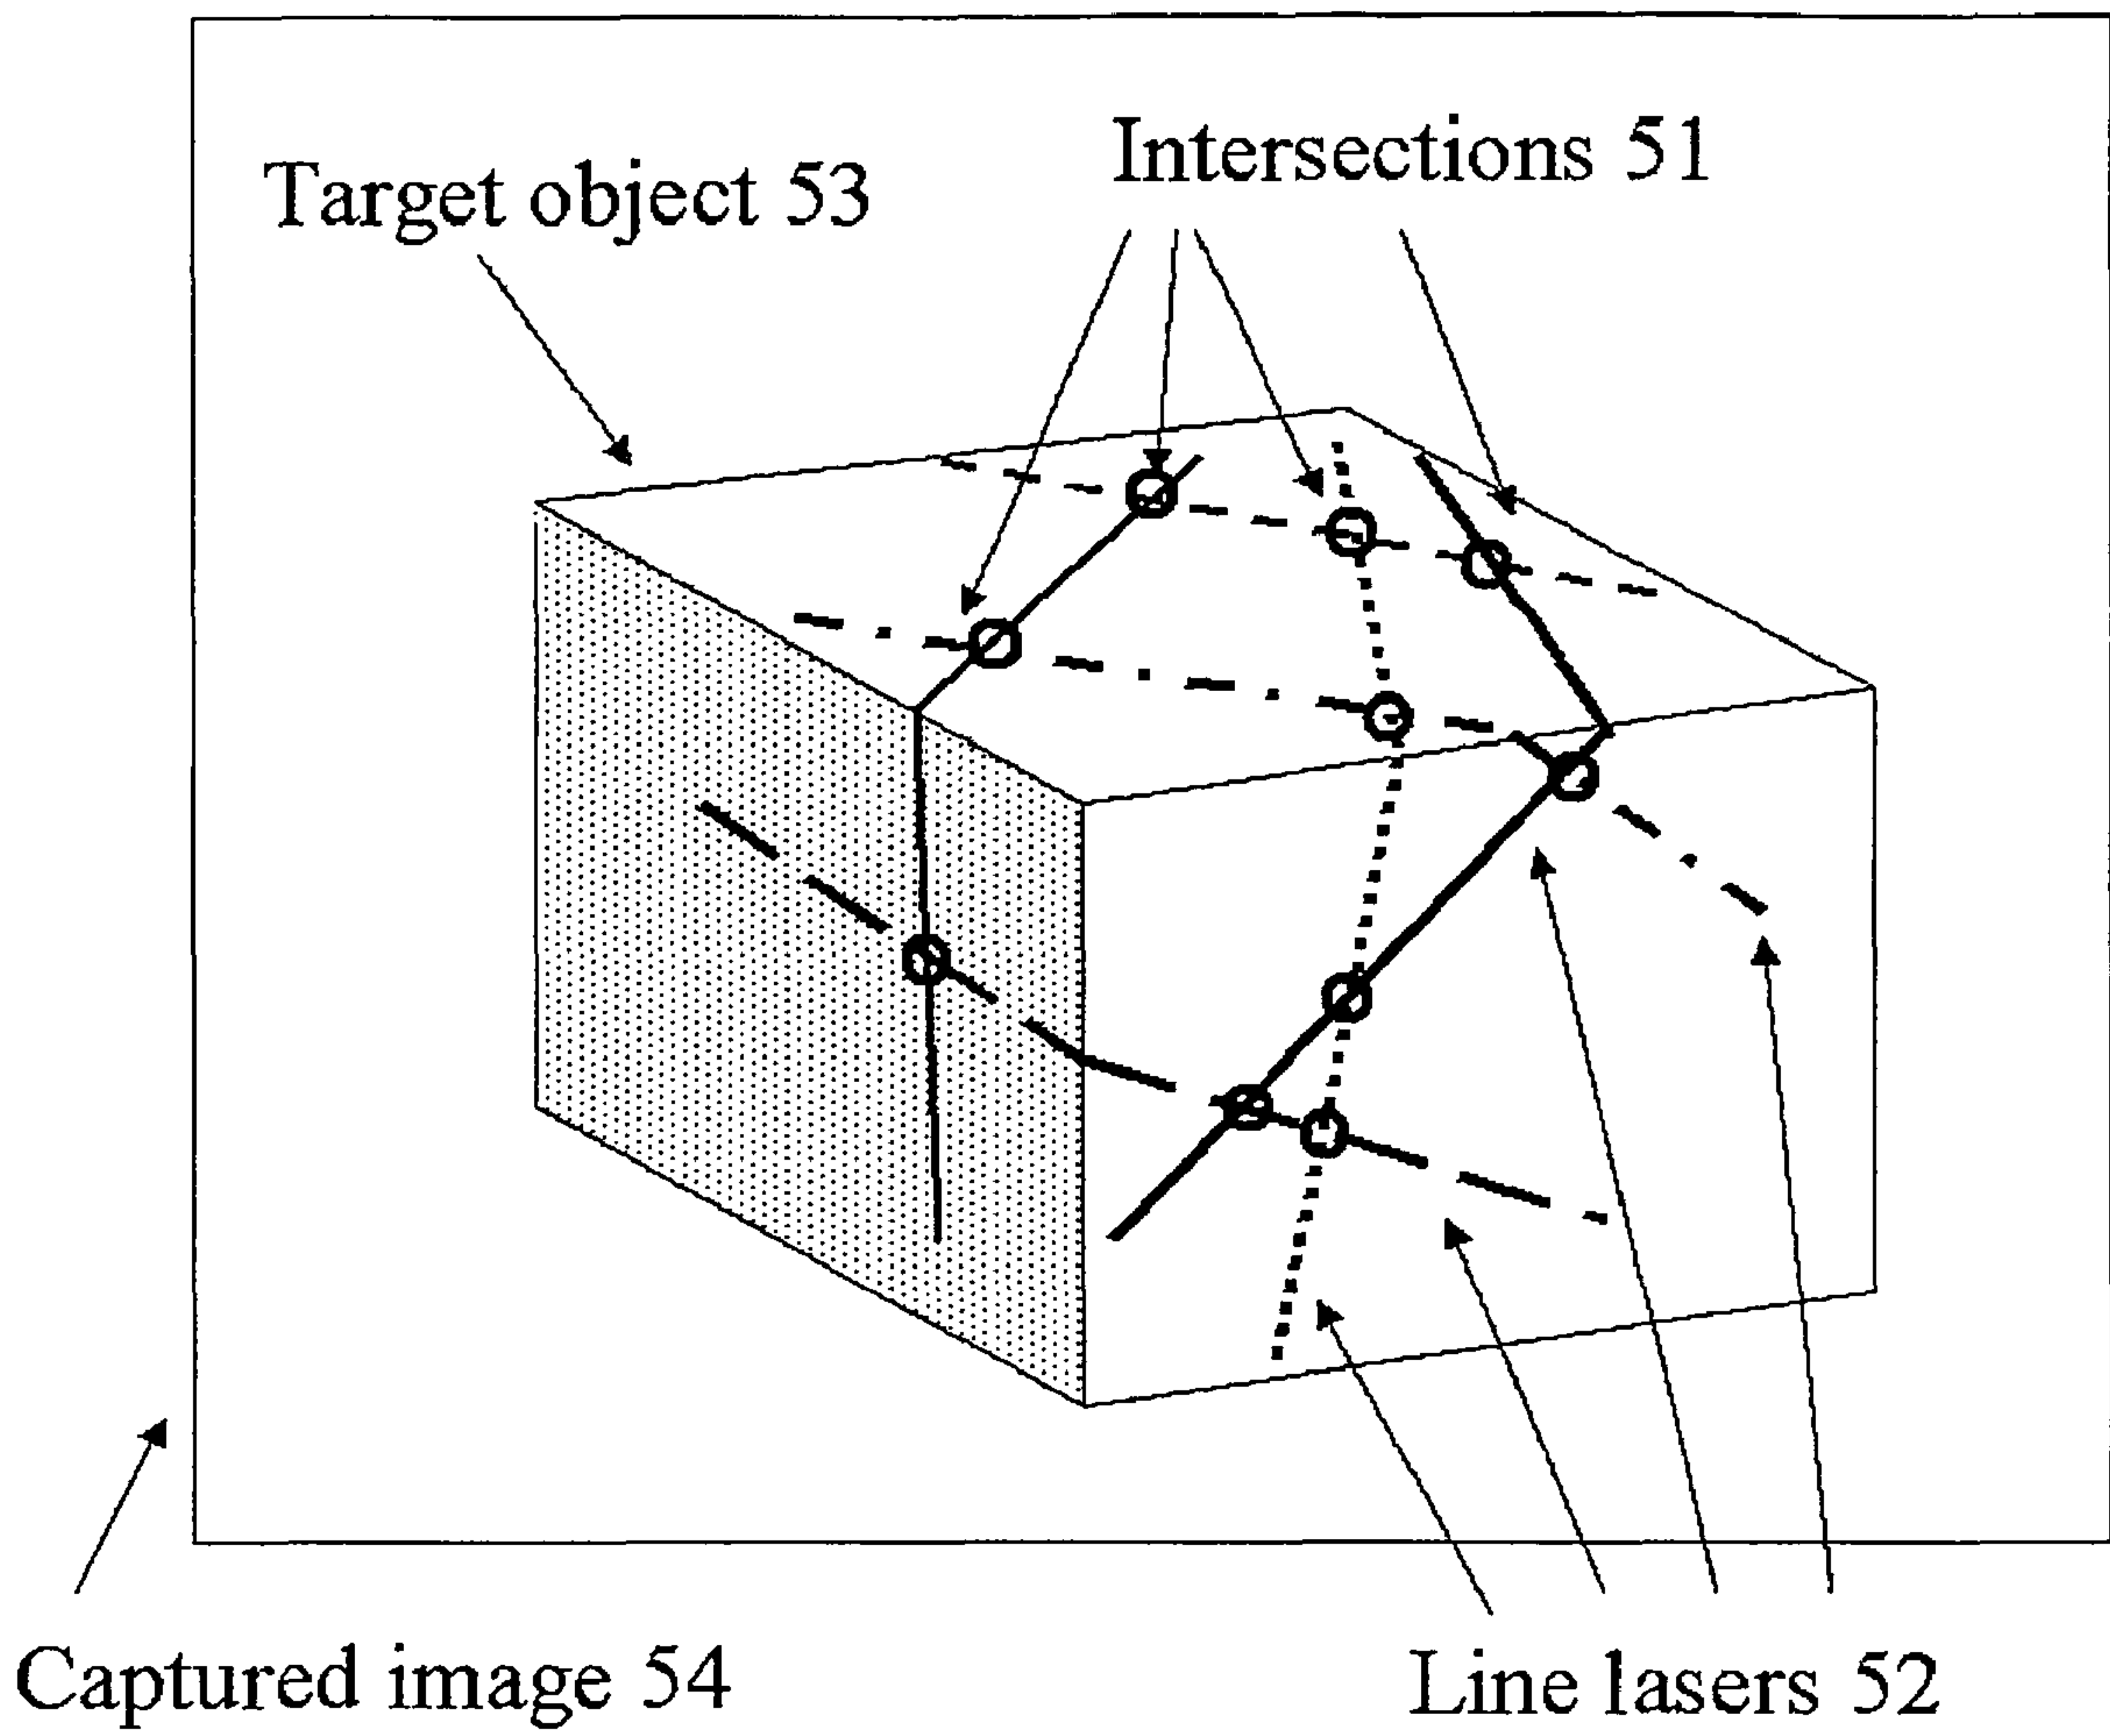 Intersections 51
Target object 53
Captured image 54
Line lasers 52